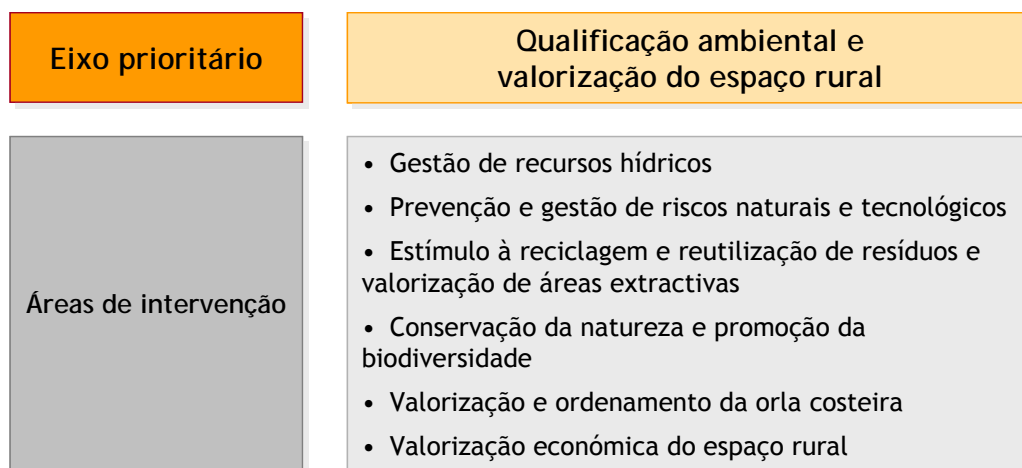 Eixo prioritário
Qualificação ambiental e
valorização do espaço rural
Áreas de intervenção
• Gestão de recursos hídricos
• Prevenção e gestão de riscos naturais e tecnológicos
• Estímulo à reciclagem e reutilização de resíduos e
valorização de áreas extractivas
• Conservação da natureza e promoção da
biodiversidade
• Valorização e ordenamento da orla costeira
• Valorização económica do espaço rural